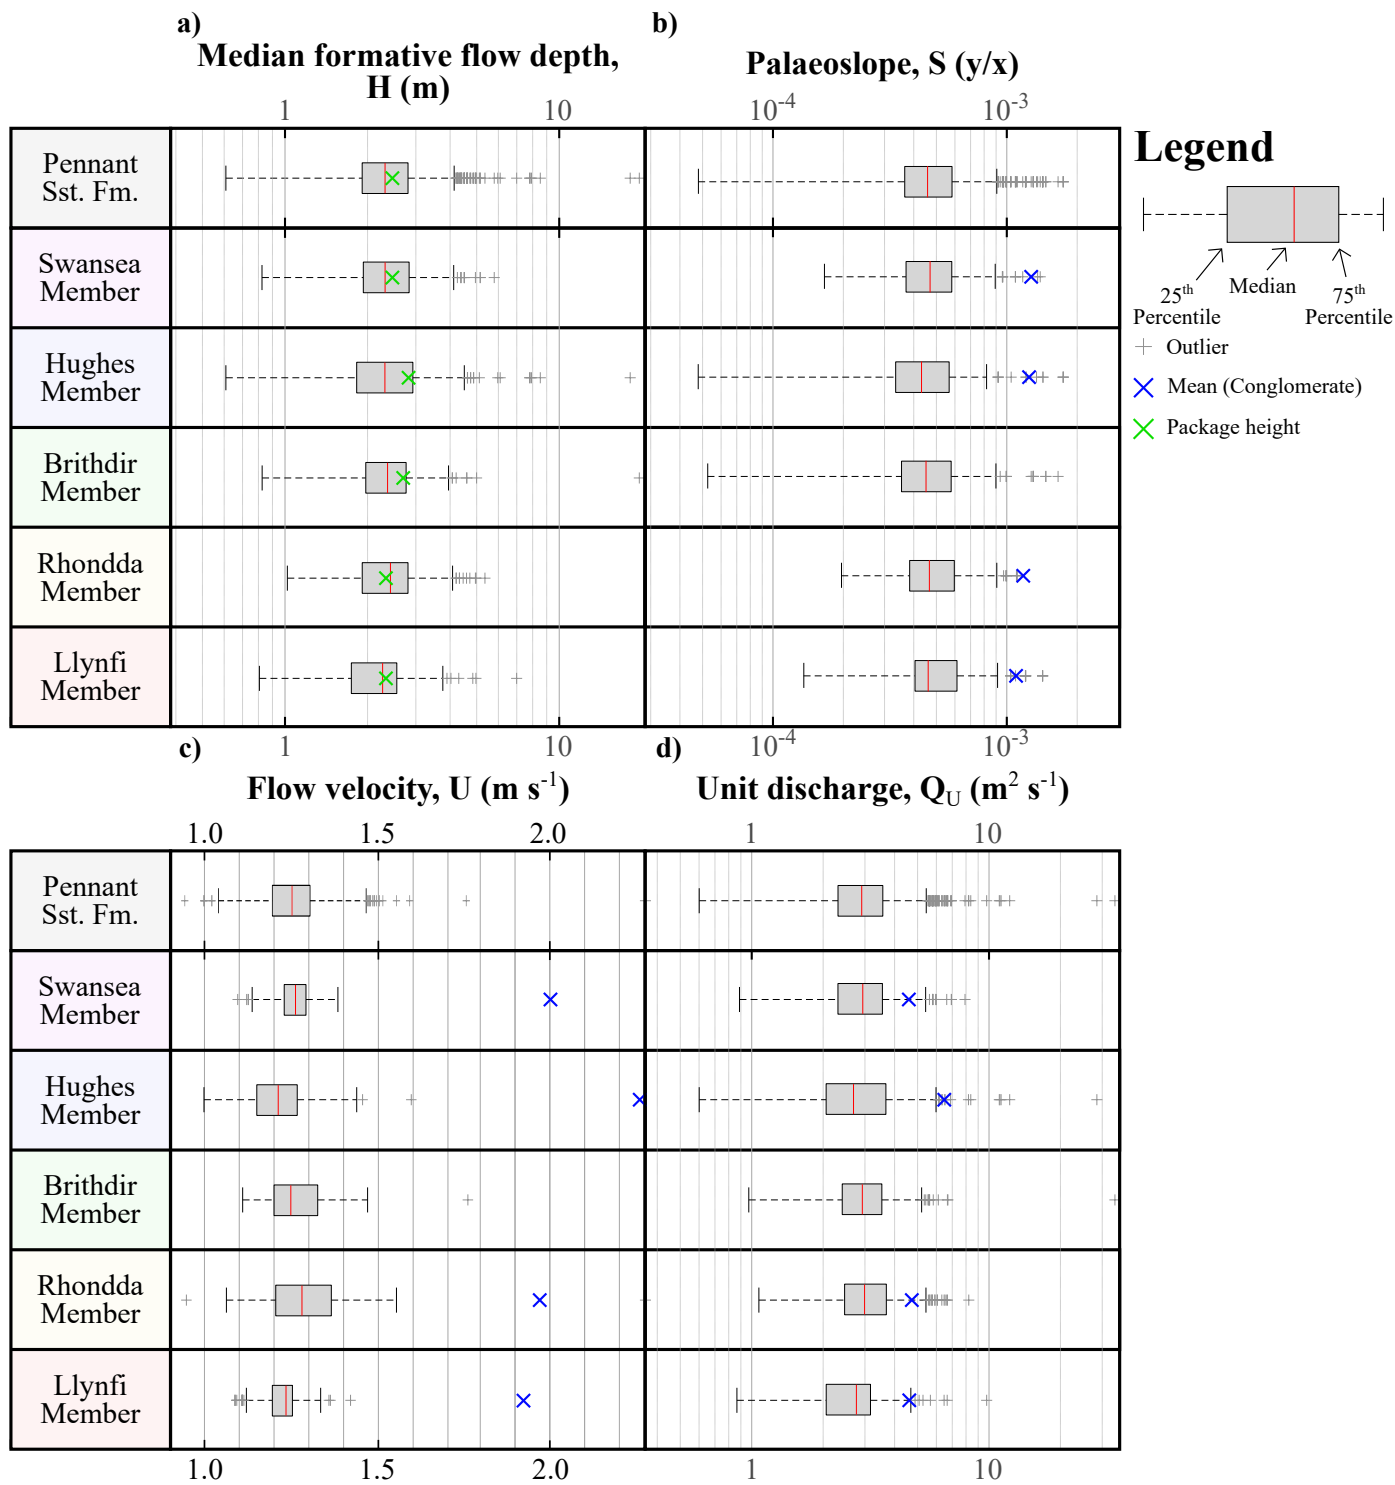 a)
Median formative flow depth,
H (m)
1 10
b)
Palaeoslope, S (y/x)
10-4 10-3
Pennant
Sst. Fm.
Swansea
Member
Hughes
Member
Brithdir
Member
Rhondda
Member
Llynfi
Member
1 10
10-4 10-3
Legend
25th
Percentile
Median
75th
Percentile
Outlier
Mean (Conglomerate)
Package height
c)
Flow velocity, U (m s-1)
1.0 1.5 2.0
d)
Unit discharge, QU (m2 s-1)
1 10
Pennant
Sst. Fm.
Swansea
Member
Hughes
Member
Brithdir
Member
Rhondda
Member
Llynfi
Member
1.0 1.5 2.0
1 10